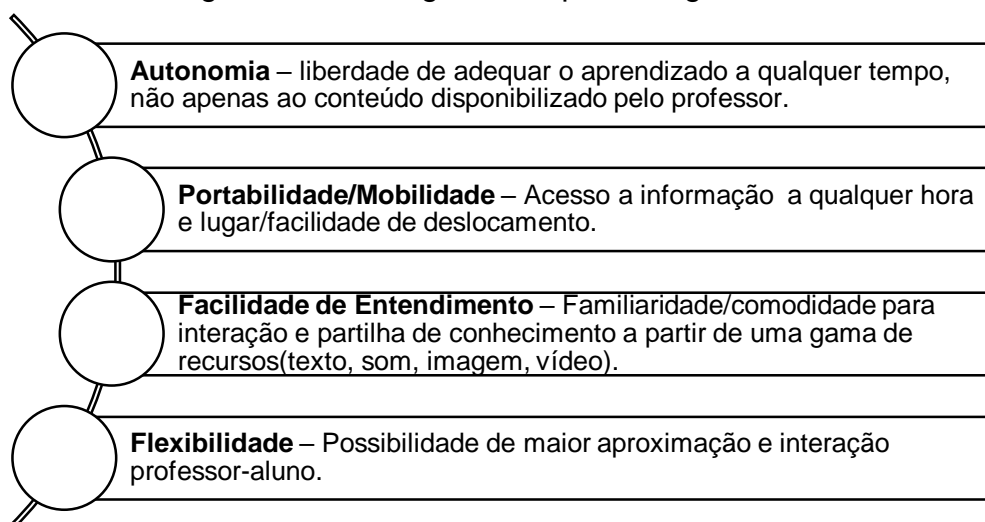 Autonomia – liberdade de adequar o aprendizado a qualquer tempo,
não apenas ao conteúdo disponibilizado pelo professor.
Portabilidade/Mobilidade – Acesso a informação a qualquer hora
e lugar/facilidade de deslocamento.
Facilidade de Entendimento – Familiaridade/comodidade para
interação e partilha de conhecimento a partir de uma gama de
recursos(texto, som, imagem, vídeo).
Flexibilidade – Possibilidade de maior aproximação e interação
professor-aluno.